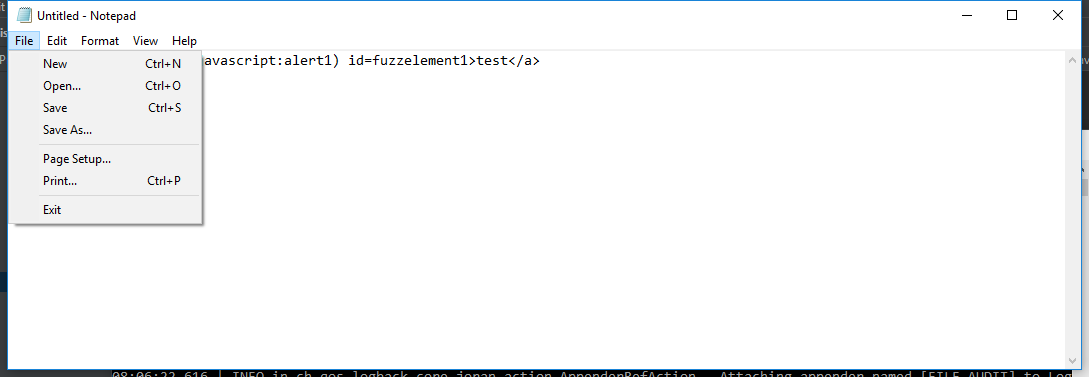 Untitled - Notepad
File Edit Format View Help
avascript:alert1) id=fuzzelement1>test</a>
New Ctrl+N
Open... Ctrl+O
Save Ctrl+S
Save As...
Page Setup...
Print... Ctrl+P
Exit
08:06:22,616 | INFO in ch.qos.logback.core.joran.action.AppenderRefAction - Attaching appender named [FILE_AUDIT] to Log